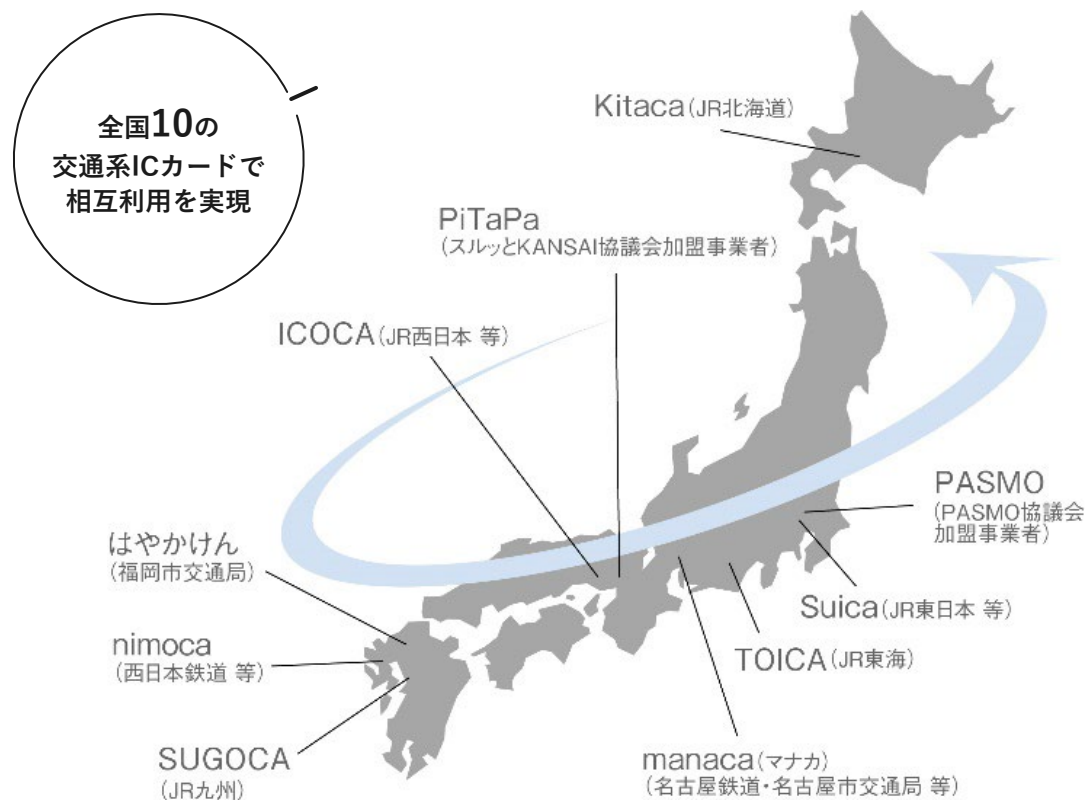 全国10の
交通系ICカードで
相互利用を実現
Kitaca(JR北海道)
PiTaPa
(スルッとKANSAI協議会加盟事業者)
ICOCA(JR西日本 等)
PASMO
(PASMO協議会
加盟事業者)
はやかけん
(福岡市交通局)
Suica(JR東日本 等)
nimoca
(西日本鉄道 等)
TOICA(JR東海)
SUGOCA
(JR九州)
manaca(マナカ)
(名古屋鉄道・名古屋市交通局 等)